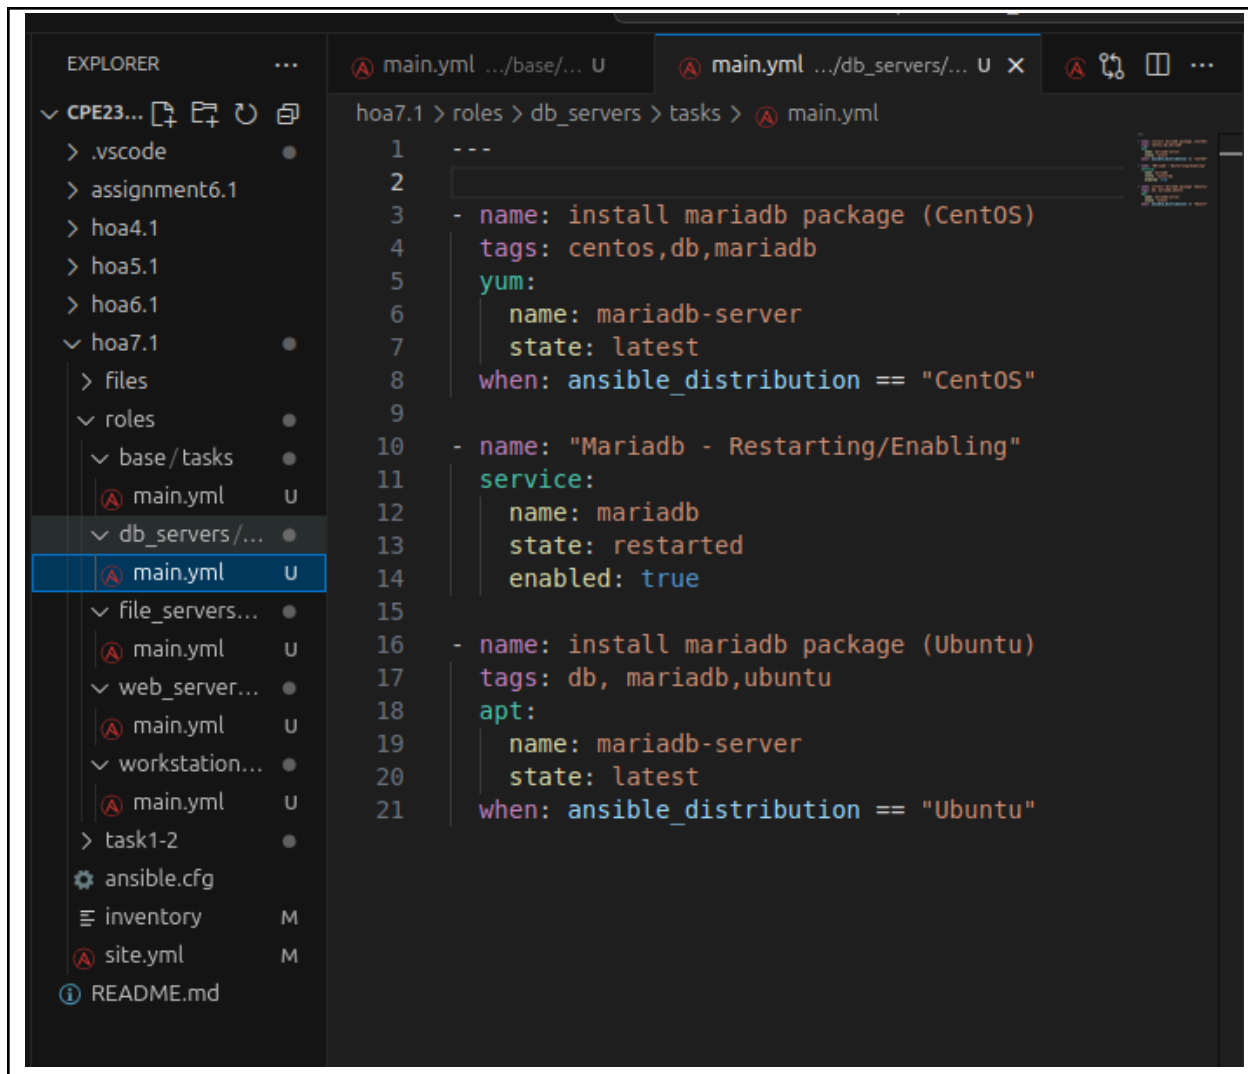 EXPLORER
CPE23...
.vscode
assignment6.1
hoa4.1
hoa5.1
hoa6.1
hoa7.1
files
roles
base/tasks
main.yml U
db_servers/...
main.yml U
file_servers...
main.yml U
web_server...
main.yml U
workstation...
main.yml U
task1-2
ansible.cfg
inventory M
site.yml M
README.md
main.yml .../base/... U
main.yml .../db_servers/... U
hoa7.1 > roles > db_servers > tasks > main.yml
1 ---
2
3 - name: install mariadb package (CentOS)
4 tags: centos,db,mariadb
5 yum:
6 name: mariadb-server
7 state: latest
8 when: ansible_distribution == "CentOS"
9
10 - name: "Mariadb - Restarting/Enabling"
11 service:
12 name: mariadb
13 state: restarted
14 enabled: true
15
16 - name: install mariadb package (Ubuntu)
17 tags: db, mariadb,ubuntu
18 apt:
19 name: mariadb-server
20 state: latest
21 when: ansible_distribution == "Ubuntu"